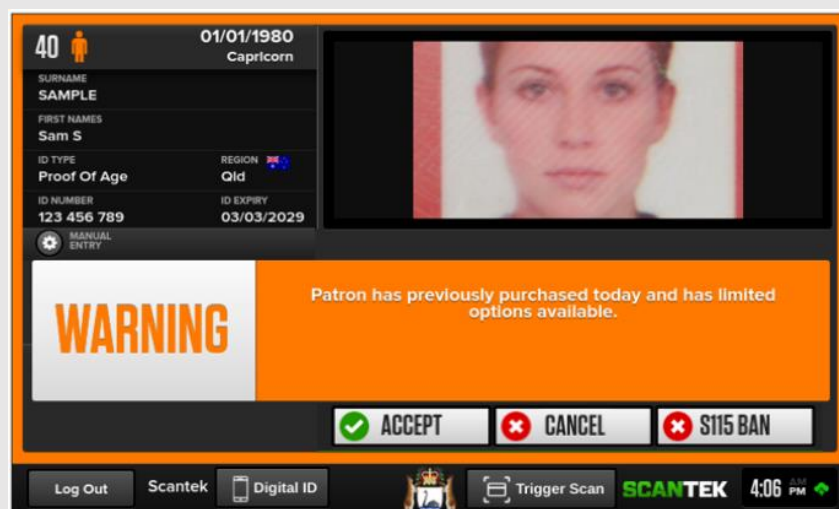 40
01/01/1980
Capricorn
SURNAME
SAMPLE
FIRST NAMES
Sam S
ID TYPE
Proof Of Age
REGION
Qld
ID NUMBER
123 456 789
ID EXPIRY
03/03/2029
MANUAL
ENTRY
WARNING
Patron has previously purchased today and has limited
options available.
ACCEPT
CANCEL
S115 BAN
Log Out
Scantek
Digital ID
Trigger Scan
SCANTEK
4:06 AM
PM